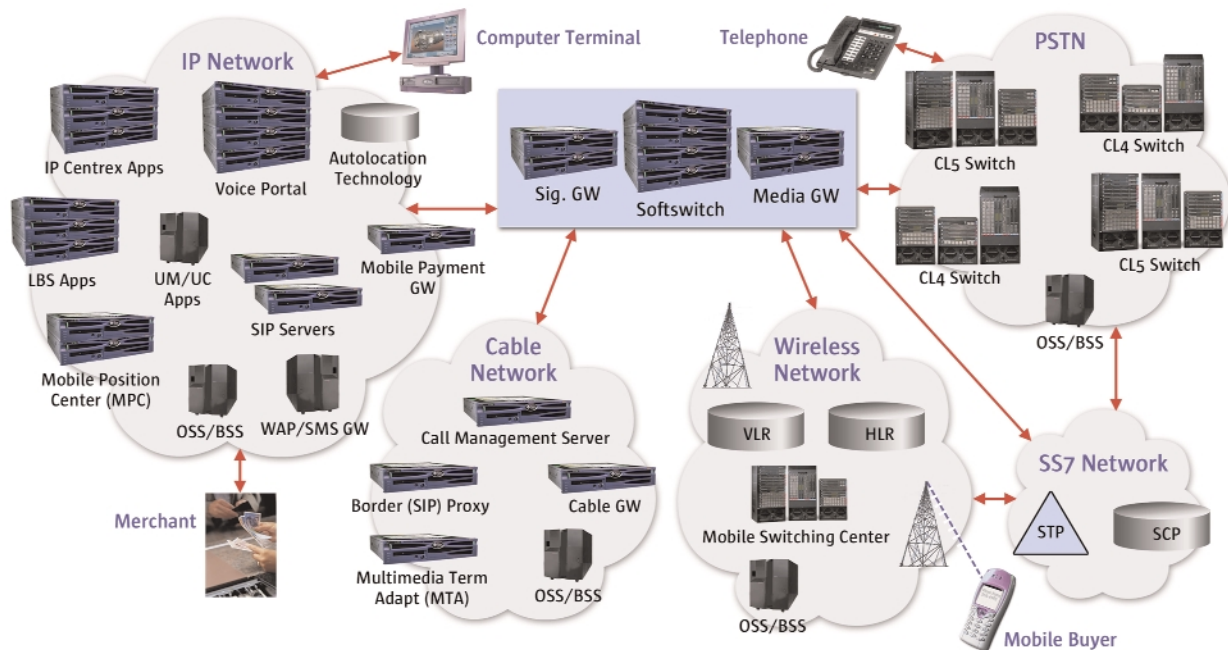 IP Network
Computer Terminal
Telephone
PSTN
IP Centrex Apps
Voice Portal
Autolocation
Technology
Sig. GW
Softswitch
Media GW
CL5 Switch
CL4 Switch
LBS Apps
UM/UC
Apps
Mobile Payment
GW
SIP Servers
CL4 Switch
CL5 Switch
Mobile Position
Center (MPC)
OSS/BSS
WAP/SMS GW
OSS/BSS
Cable
Network
Call Management Server
Border (SIP) Proxy
Cable GW
Multimedia Term
Adapt (MTA)
OSS/BSS
Wireless
Network
VLR
HLR
Mobile Switching Center
OSS/BSS
SS7 Network
STP
SCP
Merchant
Mobile Buyer